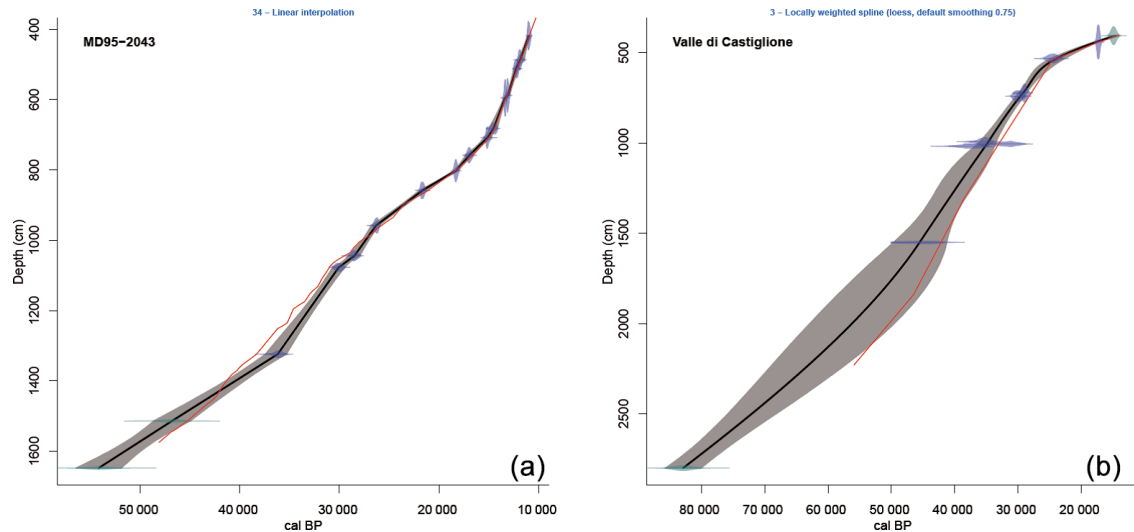 34 – Linear interpolation
MD95−2043
400
600
800
1000
1200
1400
1600
Depth (cm)
50 000
40 000
30 000
20 000
10 000
cal BP
(a)
3 – Locally weighted spline (loess, default smoothing 0.75)
Valle di Castiglione
500
1000
1500
2000
2500
Depth (cm)
80 000
70 000
60 000
50 000
40 000
30 000
20 000
cal BP
(b)